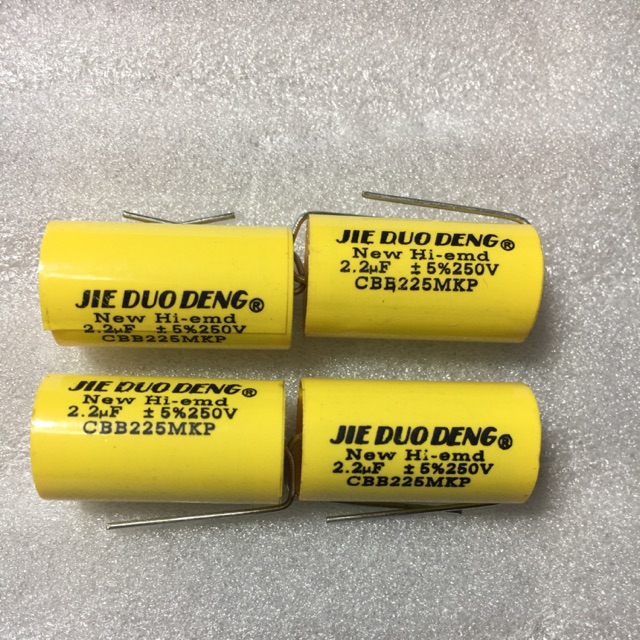 JIE DUO DENG®
New Hi-emd
2.2µF ±5%250V
CBB225MKP
JIE DUO DENG®
New Hi-emd
2.2µF ±5%250V
CBB225MKP
JIE DUO DENG®
New Hi-emd
2.2µF ±5%250V
CBB225MKP
JIE DUO DENG®
New Hi-emd
2.2µF ±5%250V
CBB225MKP